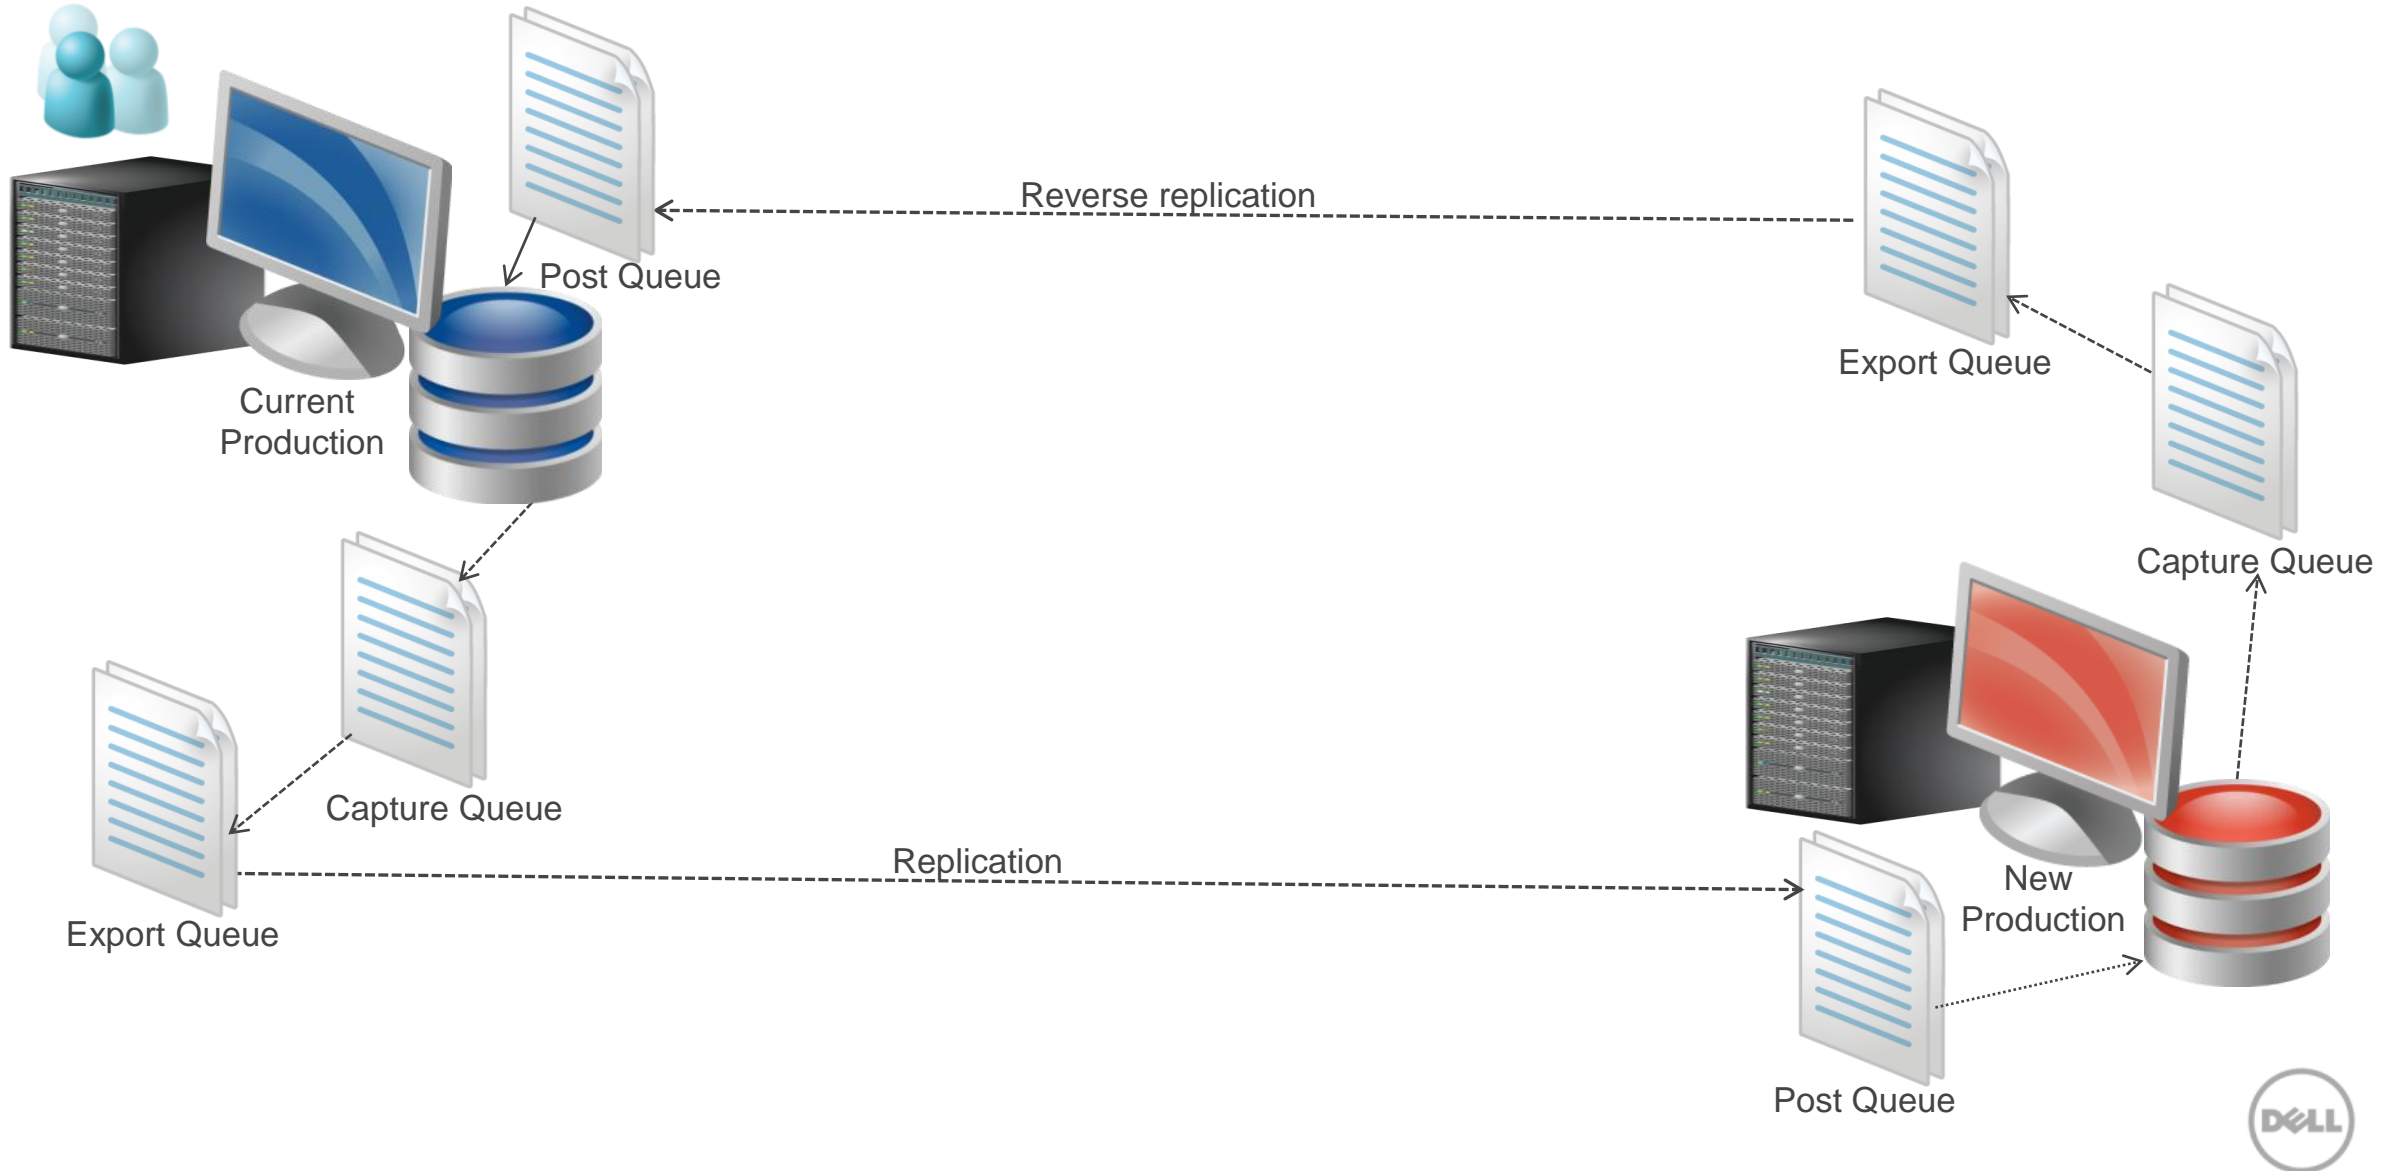 Reverse replication
Post Queue
Export Queue
Current
Production
Capture Queue
Capture Queue
Replication
New
Production
Export Queue
Post Queue
DELL